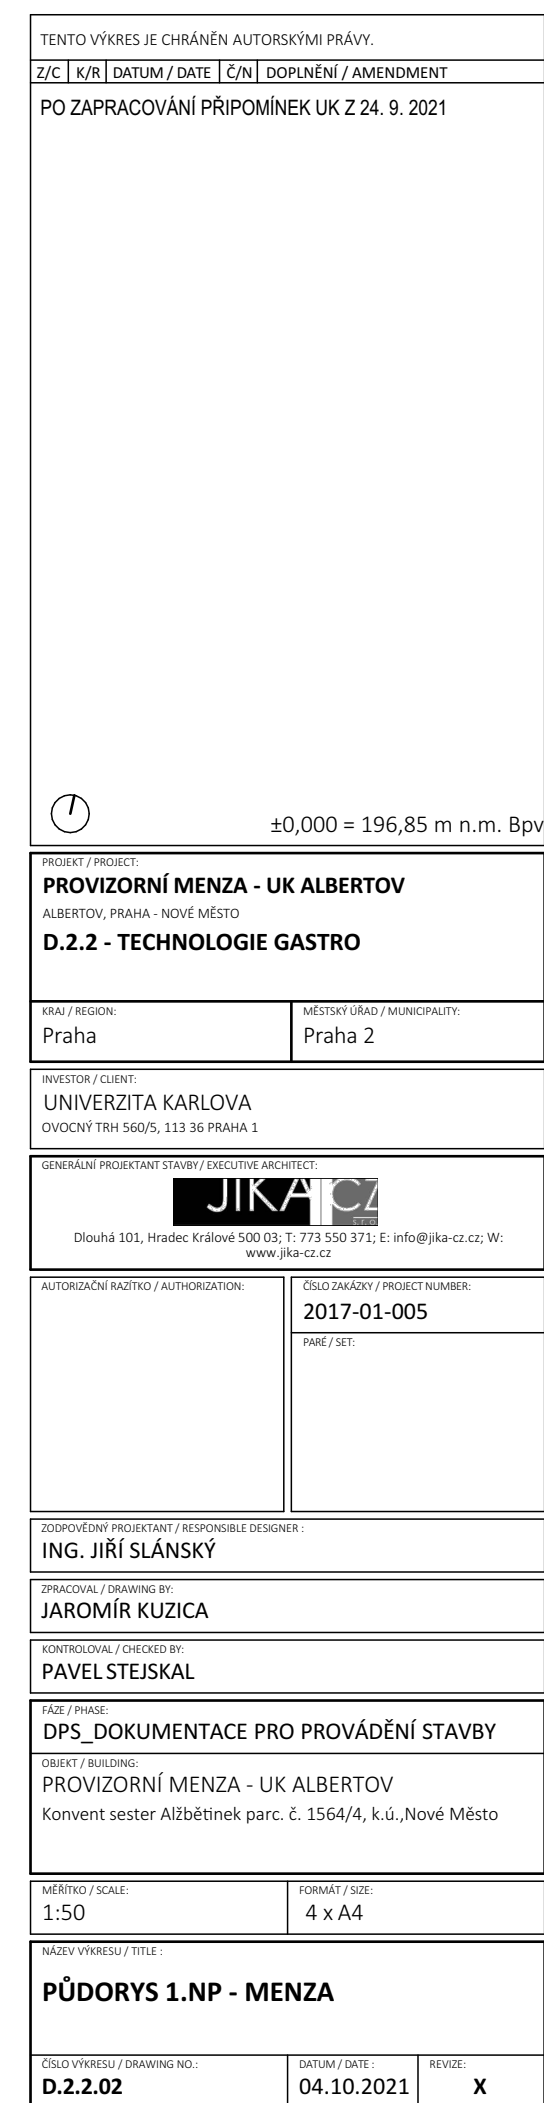 TENTO VÝKRES JE CHRÁNĚN AUTORSKÝMI PRÁVY.
Z/C K/R DATUM / DATE Č/N DOPLNĚNÍ / AMENDMENT
PO ZAPRACOVÁNÍ PŘIPOMÍNEK UK Z 24. 9. 2021
±0,000 = 196,85 m n.m. Bpv
PROJEKT / PROJECT:
PROVIZORNÍ MENZA - UK ALBERTOV
ALBERTOV, PRAHA - NOVÉ MĚSTO
D.2.2 - TECHNOLOGIE GASTRO
KRAJ / REGION:
Praha
MĚSTSKÝ ÚŘAD / MUNICIPALITY:
Praha 2
INVESTOR / CLIENT:
UNIVERZITA KARLOVA
OVOCNÝ TRH 560/5, 113 36 PRAHA 1
GENERÁLNÍ PROJEKTANT STAVBY / EXECUTIVE ARCHITECT:
JIKA CZ
s.r.o.
Dlouhá 101, Hradec Králové 500 03; T: 773 550 371; E: info@jika-cz.cz; W:
www.jika-cz.cz
AUTORIZAČNÍ RAZÍTKO / AUTHORIZATION:
ČÍSLO ZAKÁZKY / PROJECT NUMBER:
2017-01-005
PARÉ / SET:
ZODPOVĚDNÝ PROJEKTANT / RESPONSIBLE DESIGNER :
ING. JIŘÍ SLÁNSKÝ
ZPRACOVAL / DRAWING BY:
JAROMÍR KUZICA
KONTROLOVAL / CHECKED BY:
PAVEL STEJSKAL
FÁZE / PHASE:
DPS_DOKUMENTACE PRO PROVÁDĚNÍ STAVBY
OBJEKT / BUILDING:
PROVIZORNÍ MENZA - UK ALBERTOV
Konvent sester Alžbětinek parc. č. 1564/4, k.ú.,Nové Město
MĚŘÍTKO / SCALE:
1:50
FORMÁT / SIZE:
4 x A4
NÁZEV VÝKRESU / TITLE :
PŮDORYS 1.NP - MENZA
ČÍSLO VÝKRESU / DRAWING NO.:
D.2.2.02
DATUM / DATE :
04.10.2021
REVIZE:
X